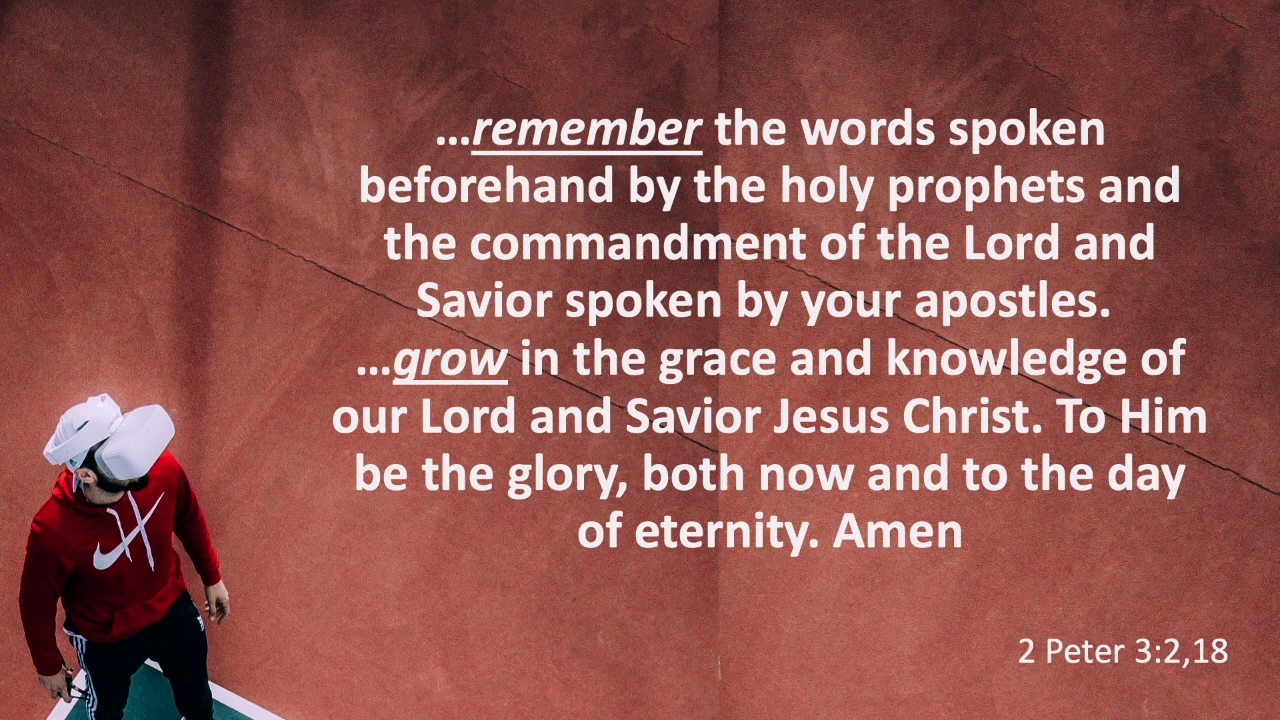 ...remember the words spoken
beforehand by the holy prophets and
the commandment of the Lord and
Savior spoken by your apostles.
...grow in the grace and knowledge of
our Lord and Savior Jesus Christ. To Him
be the glory, both now and to the day
of eternity. Amen
2 Peter 3:2,18